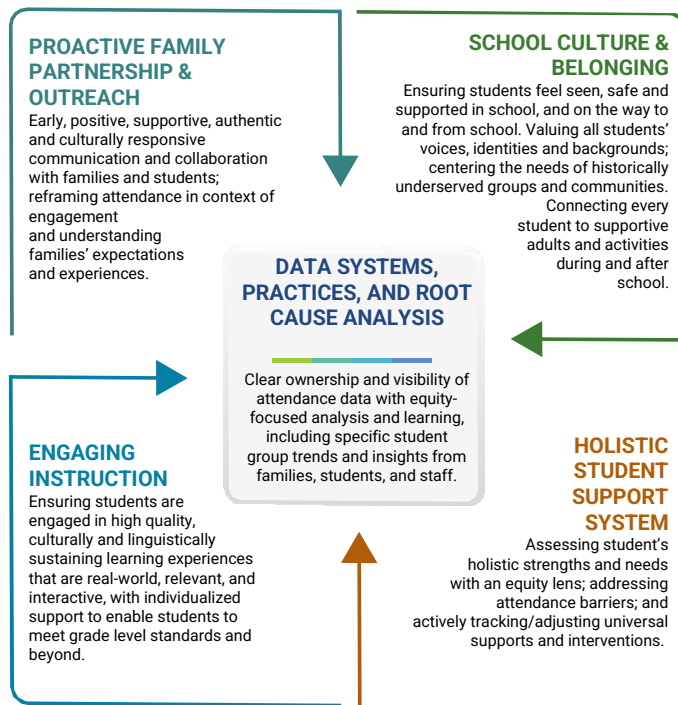 PROACTIVE FAMILY
PARTNERSHIP &
OUTREACH
Early, positive, supportive, authentic
and culturally responsive
communication and collaboration
with families and students;
reframing attendance in context of
engagement
and understanding
families’ expectations
and experiences.
SCHOOL CULTURE &
BELONGING
Ensuring students feel seen, safe and
supported in school, and on the way to
and from school. Valuing all students’
voices, identities and backgrounds;
centering the needs of historically
underserved groups and communities.
Connecting every
student to supportive
adults and activities
during and after
school.
DATA SYSTEMS,
PRACTICES, AND ROOT
CAUSE ANALYSIS
Clear ownership and visibility of
attendance data with equity-
focused analysis and learning,
including specific student
group trends and insights from
families, students, and staff.
ENGAGING
INSTRUCTION
Ensuring students are
engaged in high quality,
culturally and linguistically
sustaining learning experiences
that are real-world, relevant, and
interactive, with individualized
support to enable students to
meet grade level standards and
beyond.
HOLISTIC
STUDENT
SUPPORT
SYSTEM
Assessing student’s
holistic strengths and needs
with an equity lens; addressing
attendance barriers; and
actively tracking/adjusting universal
supports and interventions.